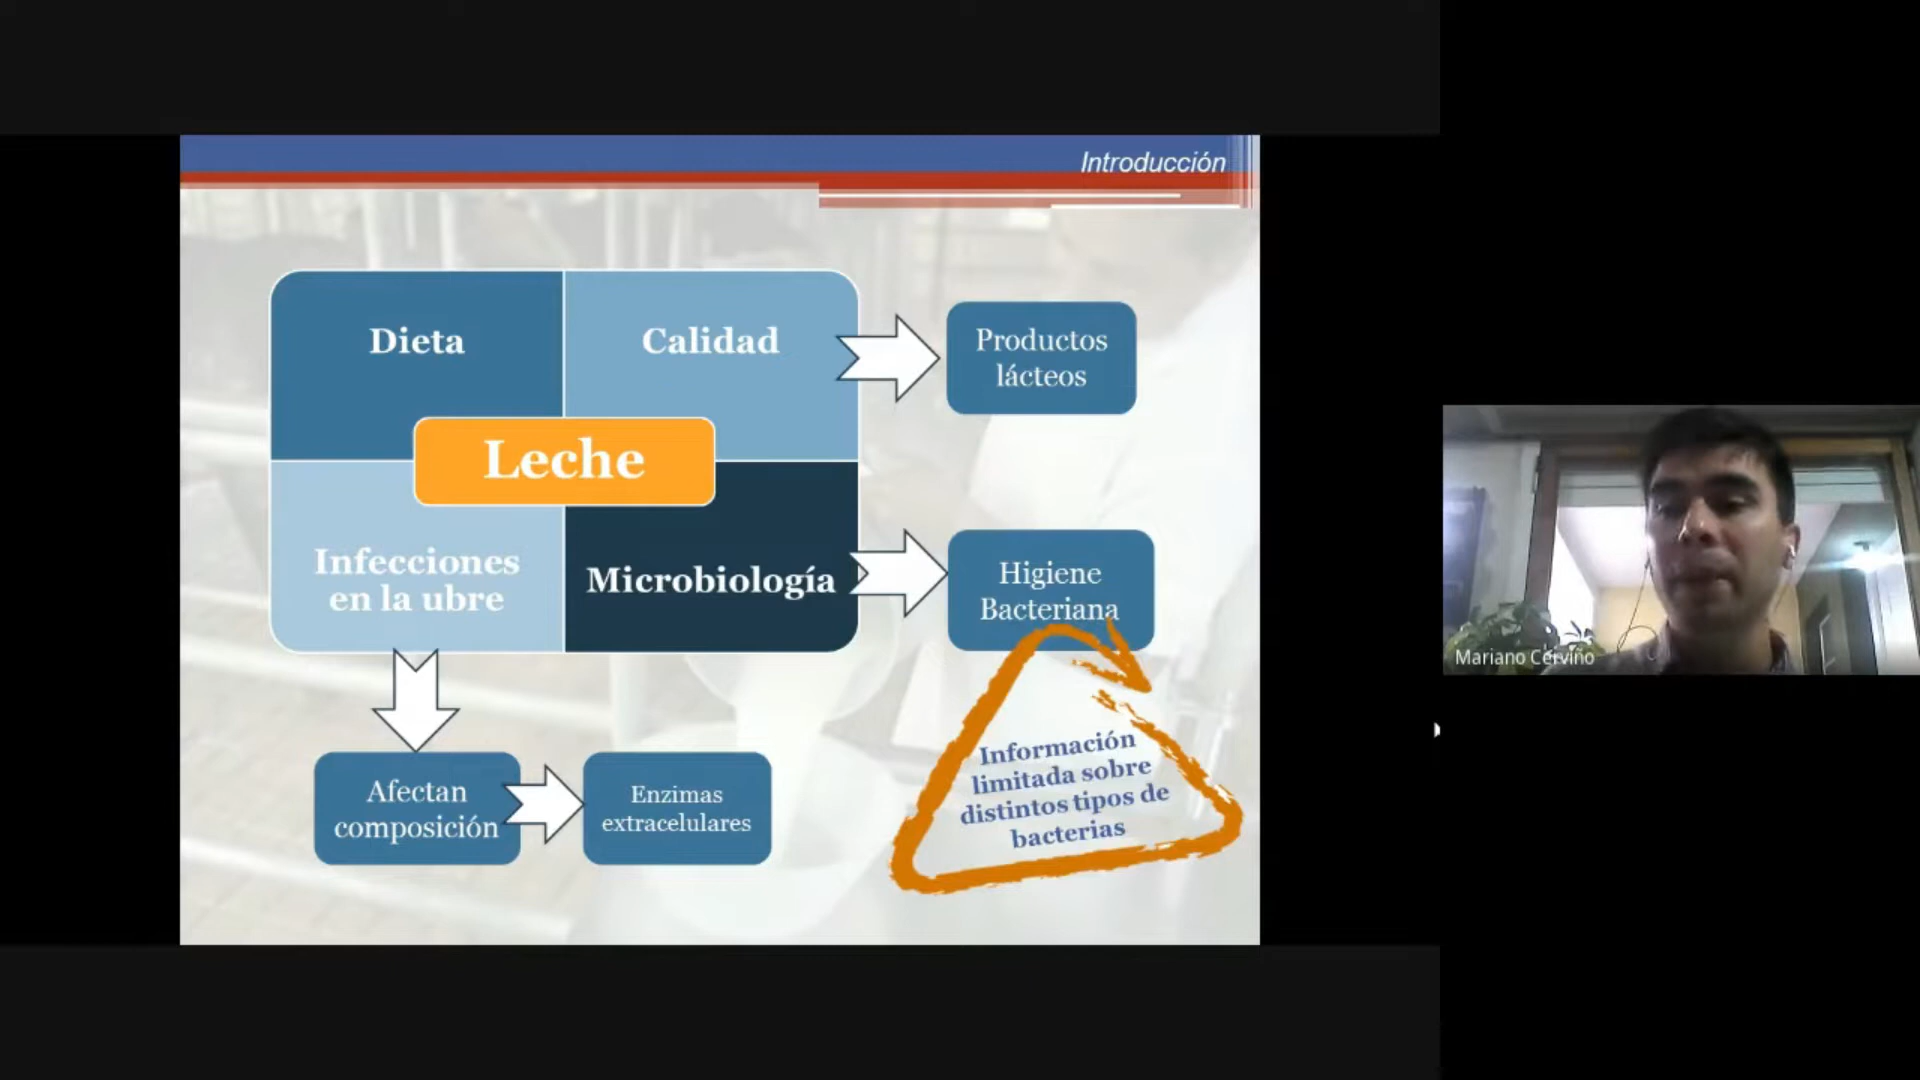 Introducción
Dieta
Calidad
Productos
lácteos
Leche
Infecciones
en la ubre
Microbiología
Higiene
Bacteriana
Afectan
composición
Enzimas
extracelulares
Información
limitada sobre
distintos tipos de
bacterias
Mariano Cerviño